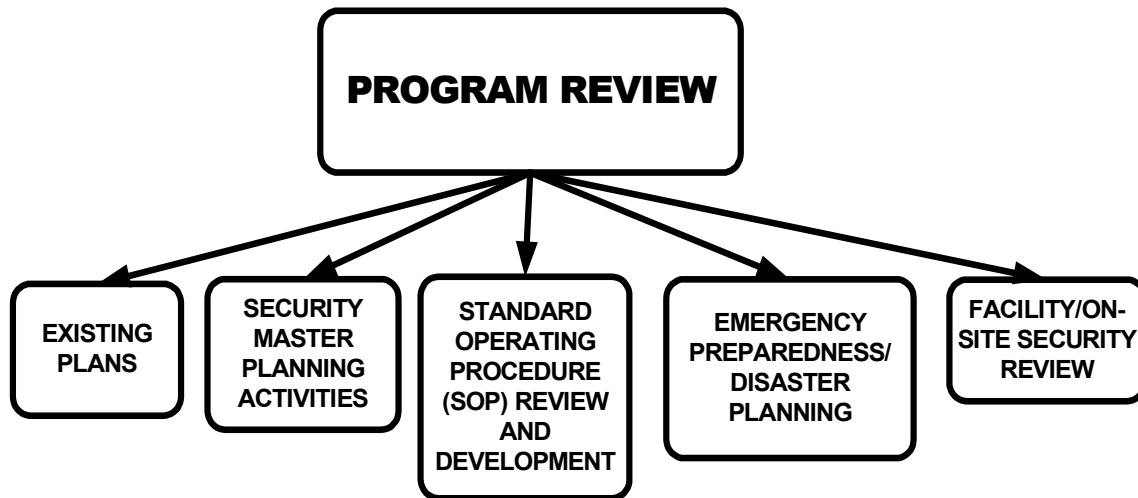 PROGRAM REVIEW
EXISTING
PLANS
SECURITY
MASTER
PLANNING
ACTIVITIES
STANDARD
OPERATING
PROCEDURE
(SOP) REVIEW
AND
DEVELOPMENT
EMERGENCY
PREPAREDNESS/
DISASTER
PLANNING
FACILITY/ON-
SITE SECURITY
REVIEW